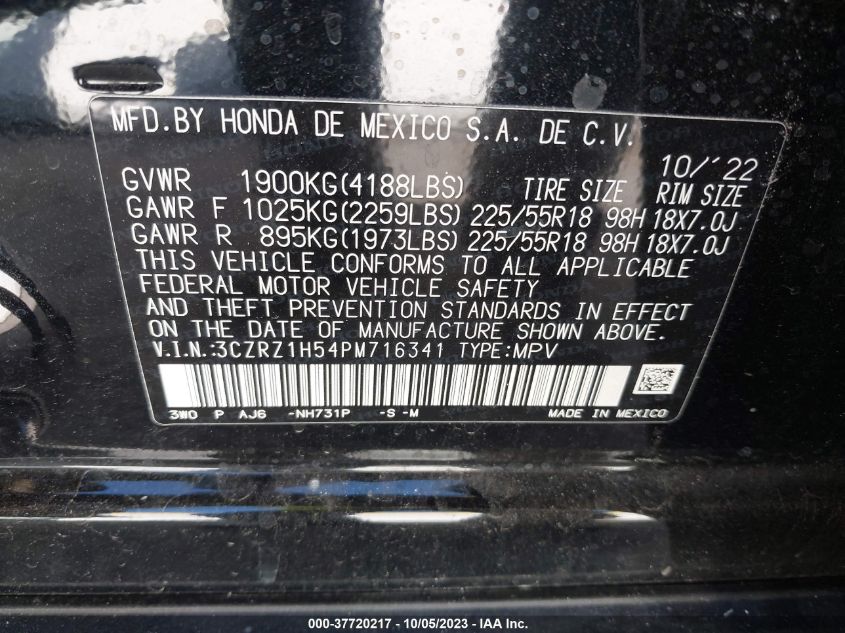 MFD.BY HONDA DE MEXICO S.A. DE C.V.
10/'22
GVWR 1900KG(4188LBS) TIRE SIZE RIM SIZE
GAWR F 1025KG(2259LBS) 225/55R18 98H 18X7.0J
GAWR R 895KG(1973LBS) 225/55R18 98H 18X7.0J
THIS VEHICLE CONFORMS TO ALL APPLICABLE
FEDERAL MOTOR VEHICLE SAFETY
AND THEFT PREVENTION STANDARDS IN EFFECT
ON THE DATE OF MANUFACTURE SHOWN ABOVE.
V.I.N.:3CZRZ1H54PM716341 TYPE:MPV
3W0 P AJ6 -NH731P -S -M MADE IN MEXICO
000-37720217 - 10/05/2023 - © IAA Inc.